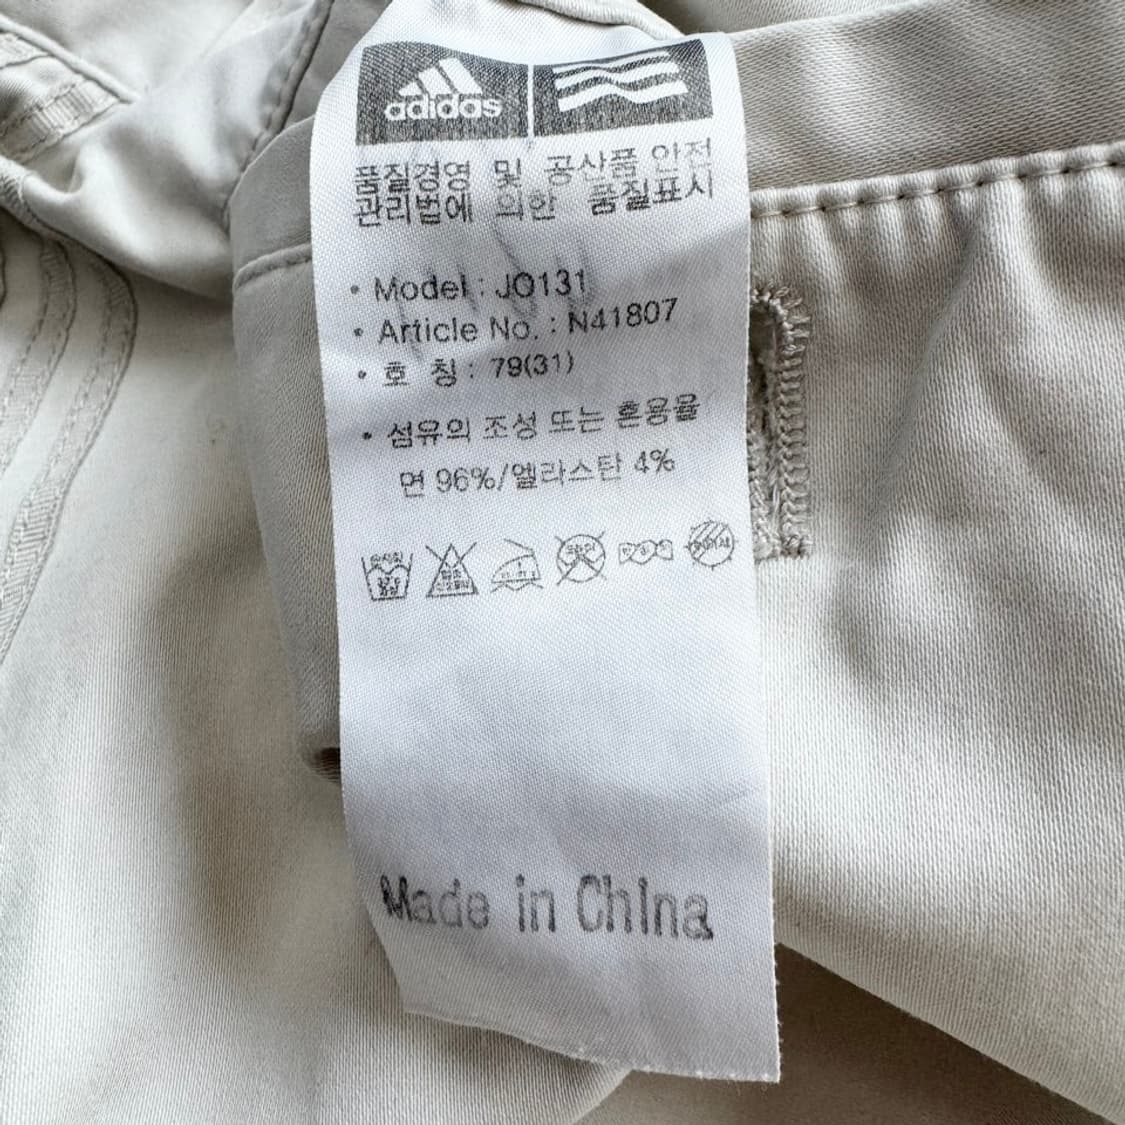 adidas
품질경영 및 공산품 안전
관리법에 의한 품질표시
• Model : JO131
• Article No. : N41807
• 호 칭 : 79(31)
• 섬유의 조성 또는 혼용율
면 96%/엘라스탄 4%
Made in China